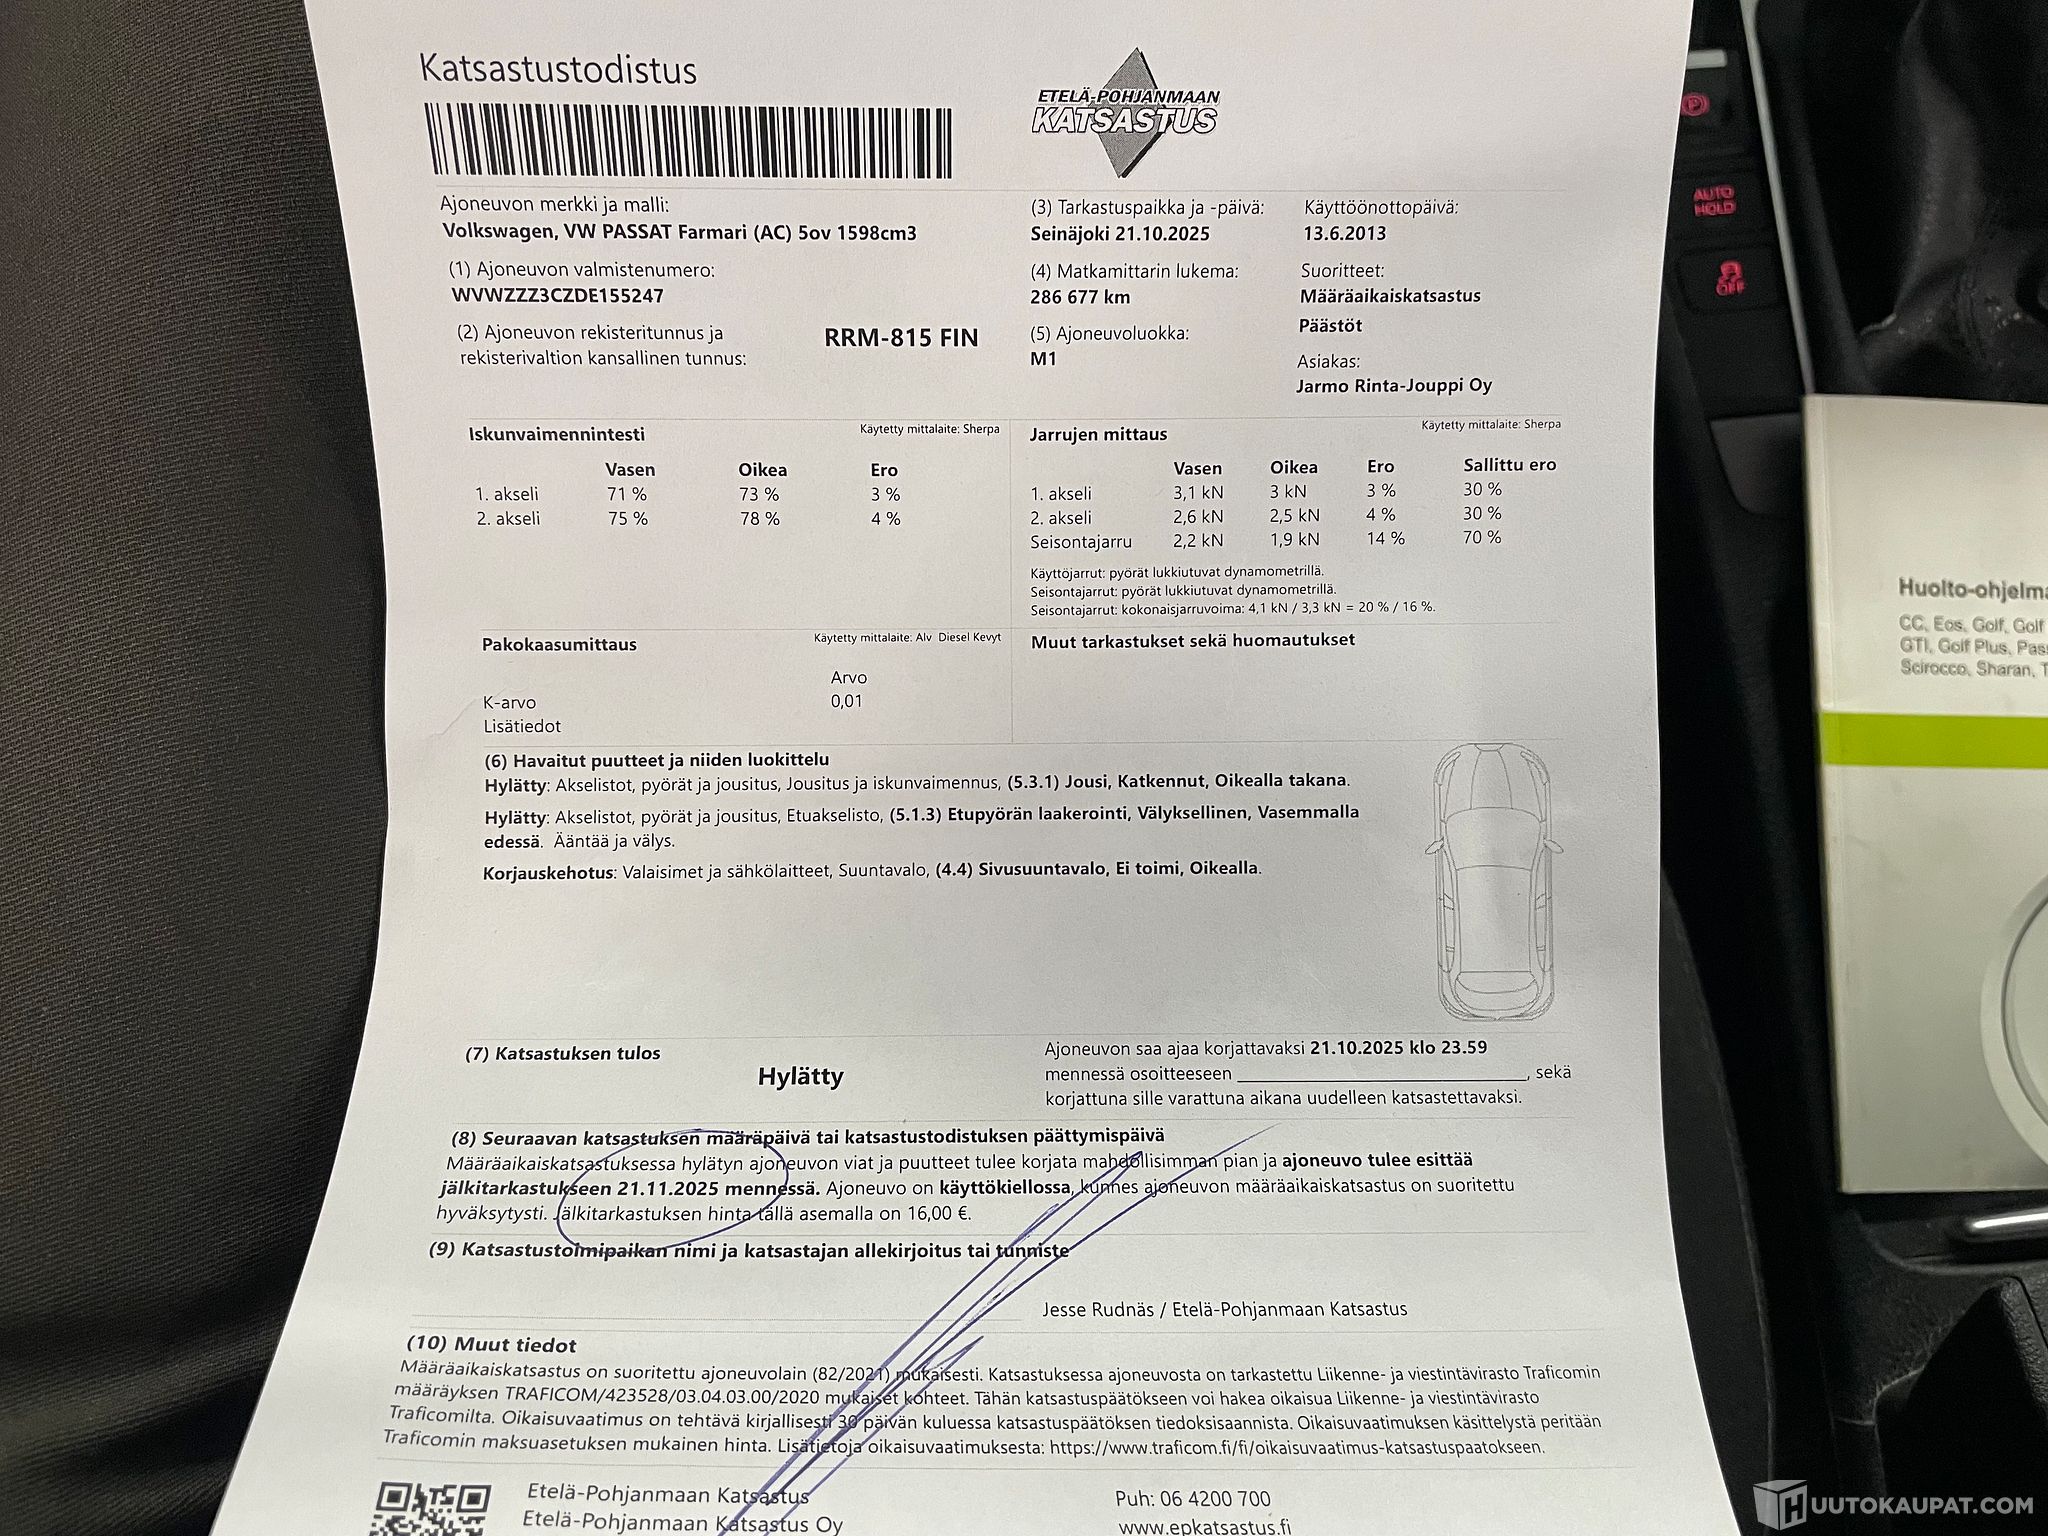 Katsastustodistus
ETELÄ-POHJANMAAN
KATSASTUS
Ajoneuvon merkki ja malli:
Volkswagen, VW PASSAT Farmari (AC) 5ov 1598cm3
(3) Tarkastuspaikka ja -päivä:
Seinäjoki 21.10.2025
Käyttöönottopäivä:
13.6.2013
(1) Ajoneuvon valmistenumero:
WVWZZZ3CZDE155247
(4) Matkamittarin lukema:
286 677 km
Suoritteet:
Määräaikaiskatsastus
Päästöt
(2) Ajoneuvon rekisteritunnus ja
rekisterivaltion kansallinen tunnus:
RRM-815 FIN
(5) Ajoneuvoluokka:
M1
Asiakas:
Jarmo Rinta-Jouppi Oy
Iskunvaimennintesti Käytetty mittalaite: Sherpa
Vasen Oikea Ero
1. akseli 71 % 73 % 3 %
2. akseli 75 % 78 % 4 %
Jarrujen mittaus Käytetty mittalaite: Sherpa
Vasen Oikea Ero Sallittu ero
1. akseli 3,1 kN 3 kN 3 % 30 %
2. akseli 2,6 kN 2,5 kN 4 % 30 %
Seisontajarru 2,2 kN 1,9 kN 14 % 70 %
Käyttöjarrut: pyörät lukkiutuvat dynamometrillä.
Seisontajarrut: pyörät lukkiutuvat dynamometrillä.
Seisontajarrut: kokonaisjarruvoima: 4,1 kN / 3,3 kN = 20 % / 16 %.
Pakokaasumittaus Käytetty mittalaite: Alv Diesel Kevyt
Arvo
K-arvo 0,01
Lisätiedot
Muut tarkastukset sekä huomautukset
(6) Havaitut puutteet ja niiden luokittelu
Hylätty: Akselistot, pyörät ja jousitus, Jousitus ja iskunvaimennus, (5.3.1) Jousi, Katkennut, Oikealla takana.
Hylätty: Akselistot, pyörät ja jousitus, Etuakselisto, (5.1.3) Etupyörän laakerointi, Välyksellinen, Vasemmalla
edessä. Ääntää ja välys.
Korjauskehotus: Valaisimet ja sähkölaitteet, Suuntavalo, (4.4) Sivusuuntavalo, Ei toimi, Oikealla.
(7) Katsastuksen tulos
Hylätty
Ajoneuvon saa ajaa korjattavaksi 21.10.2025 klo 23.59
mennessä osoitteeseen ______________________, sekä
korjattuna sille varattuna aikana uudelleen katsastettavaksi.
(8) Seuraavan katsastuksen määräpäivä tai katsastustodistuksen päättymispäivä
Määräaikaiskatsastuksessa hylätyn ajoneuvon viat ja puutteet tulee korjata mahdollisimman pian ja ajoneuvo tulee esittää
jälkitarkastukseen 21.11.2025 mennessä. Ajoneuvo on käyttökiellossa, kunnes ajoneuvon määräaikaiskatsastus on suoritettu
hyväksytysti. Jälkitarkastuksen hinta tällä asemalla on 16,00 €.
(9) Katsastustoimipaikan nimi ja katsastajan allekirjoitus tai tunniste
Jesse Rudnäs / Etelä-Pohjanmaan Katsastus
(10) Muut tiedot
Määräaikaiskatsastus on suoritettu ajoneuvolain (82/2021) mukaisesti. Katsastuksessa ajoneuvosta on tarkastettu Liikenne- ja viestintävirasto Traficomin
määräyksen TRAFICOM/423528/03.04.03.00/2020 mukaiset kohteet. Tähän katsastuspäätökseen voi hakea oikaisua Liikenne- ja viestintävirasto
Traficomilta. Oikaisuvaatimus on tehtävä kirjallisesti 30 päivän kuluessa katsastuspäätöksen tiedoksisaannista. Oikaisuvaatimuksen käsittelystä peritään
Traficomin maksuasetuksen mukainen hinta. Lisätietoja oikaisuvaatimuksesta: https://www.traficom.fi/fi/oikaisuvaatimus-katsastuspaatokseen.
Etelä-Pohjanmaan Katsastus
Etelä-Pohjanmaan Katsastus Oy
Puh: 06 4200 700
www.epkatsastus.fi
P
AUTO
HOLD
OFF
Huolto-ohjelma
CC, Eos, Golf, Golf
GTI, Golf Plus,
Scirocco, Sharan,
HUUTOKAUPAT.COM